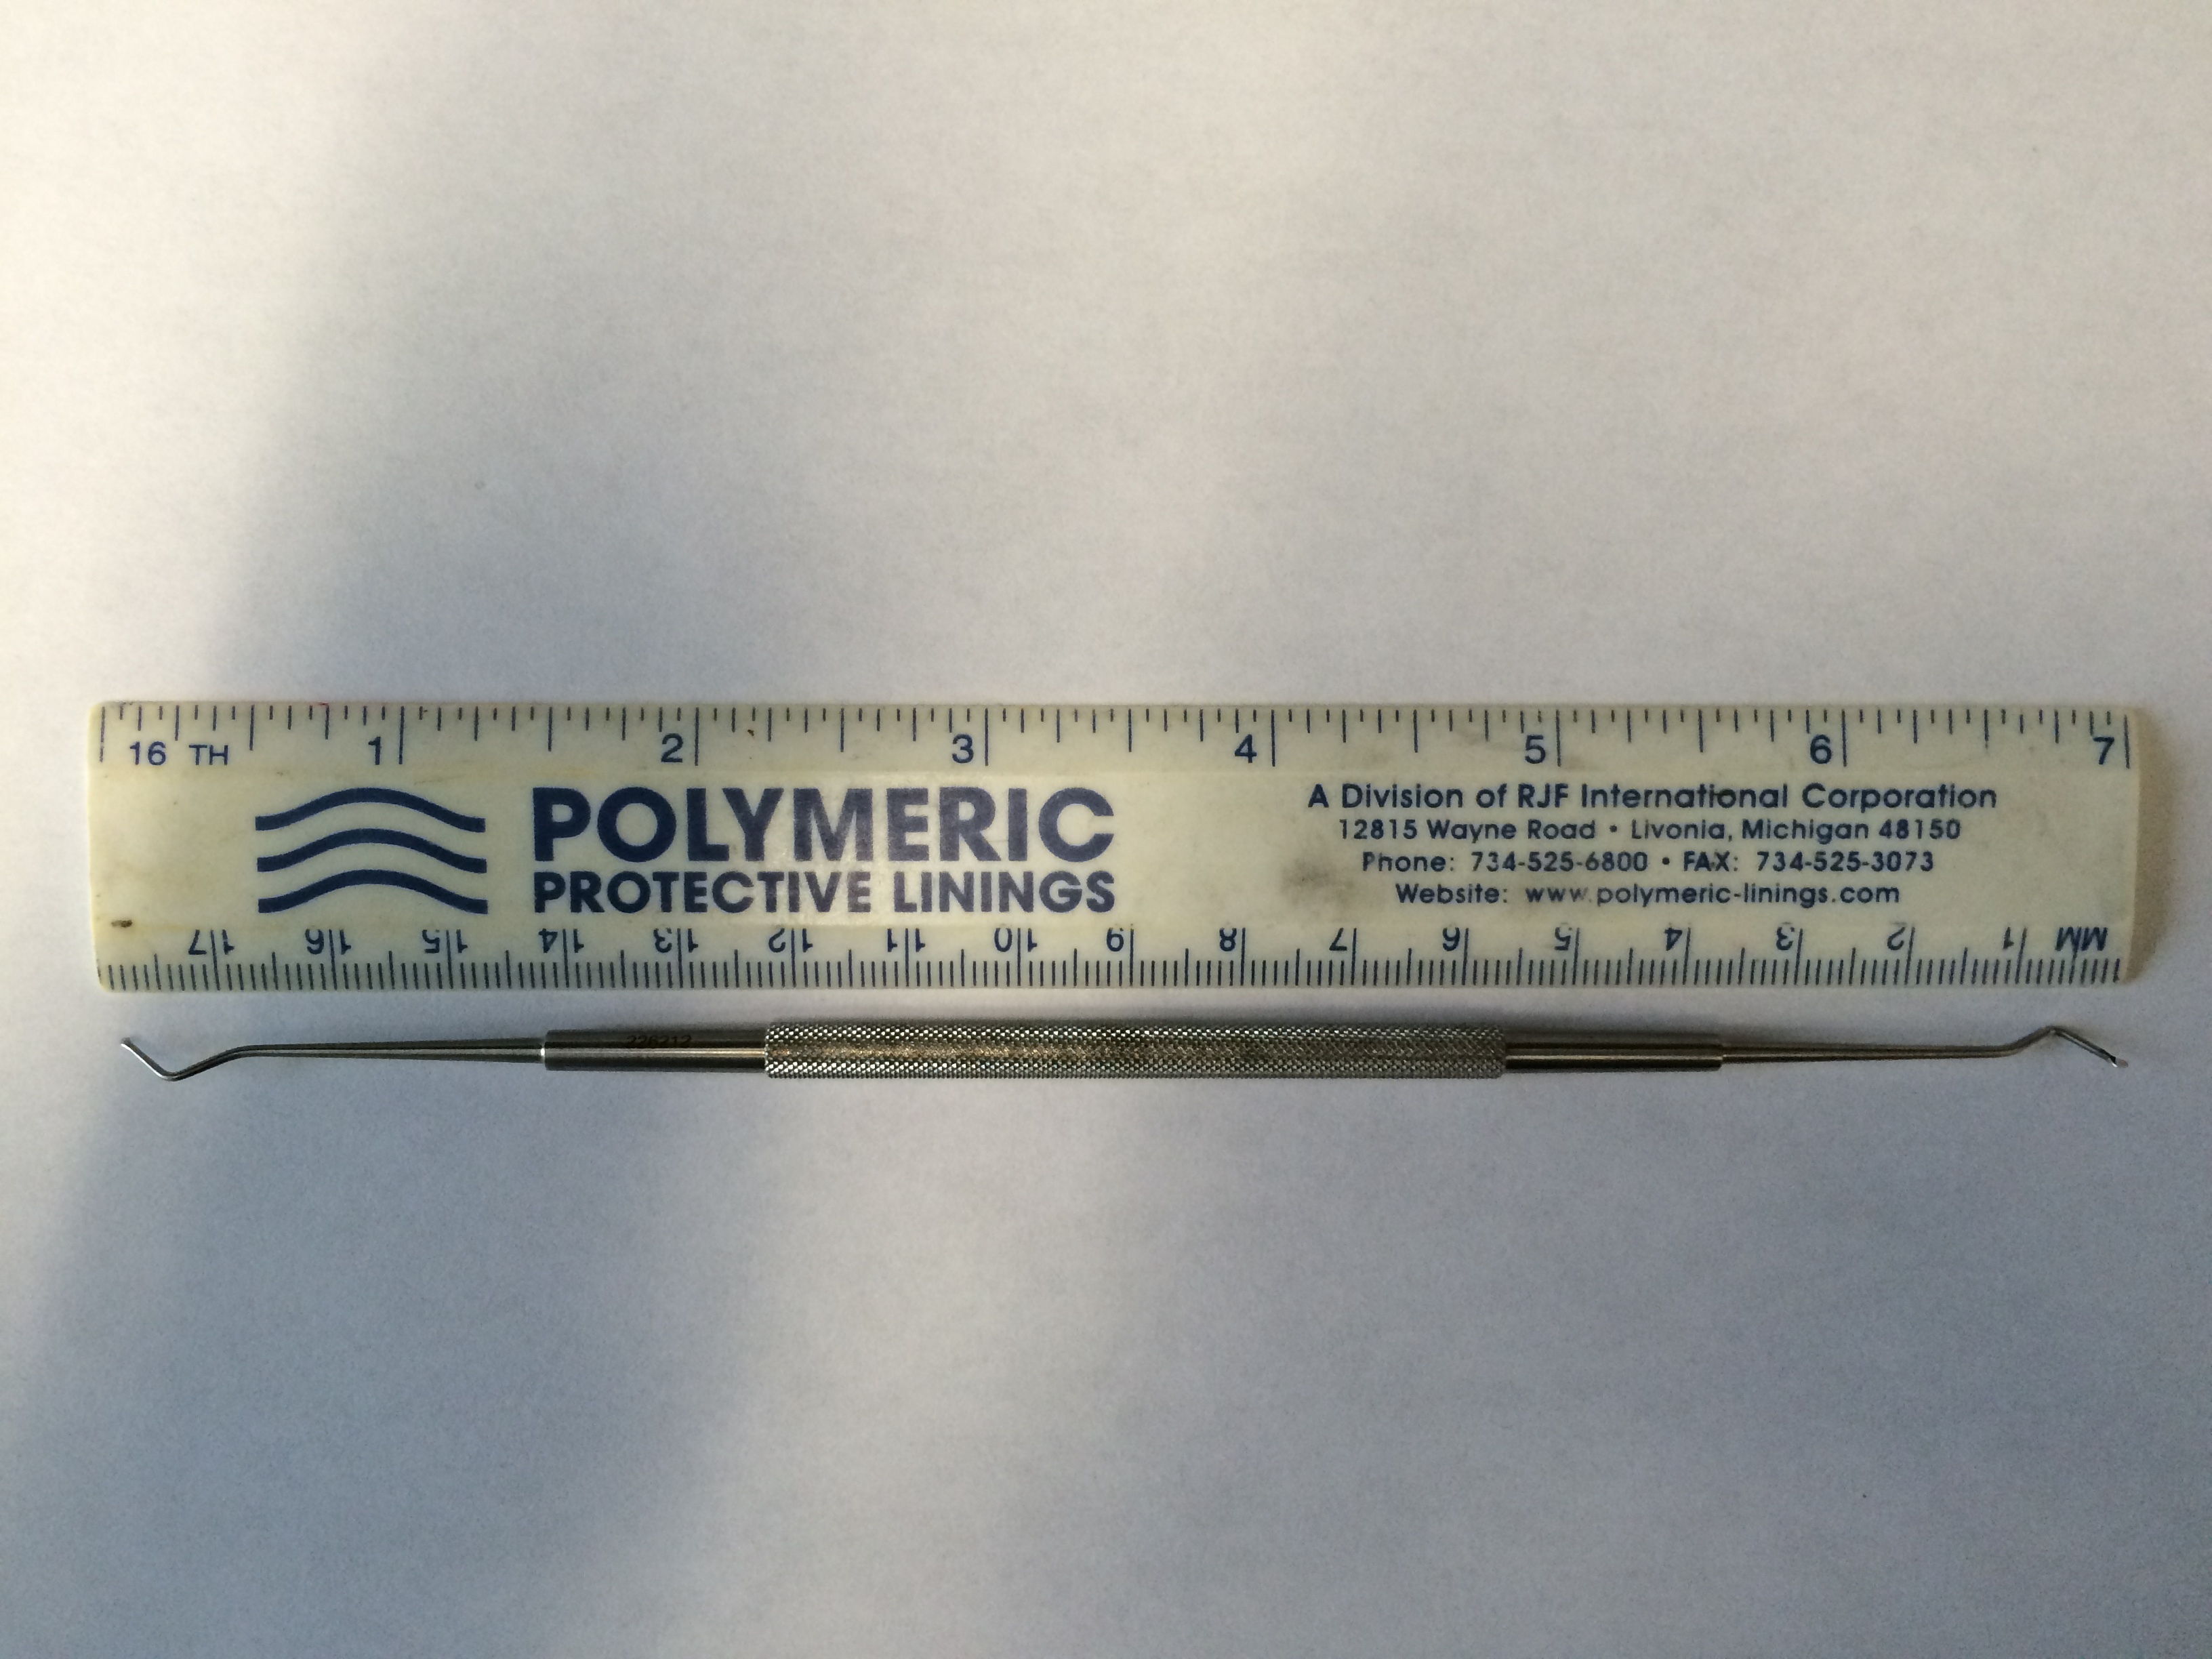 16 TH 1 2 3 4 5 6 7
POLYMERIC
PROTECTIVE LININGS
A Division of RJF International Corporation
12815 Wayne Road • Livonia, Michigan 48150
Phone: 734-525-6800 • FAX: 734-525-3073
Website: www.polymeric-linings.com
17 16 15 14 13 12 11 10 9 8 7 6 5 4 3 2 1 MM